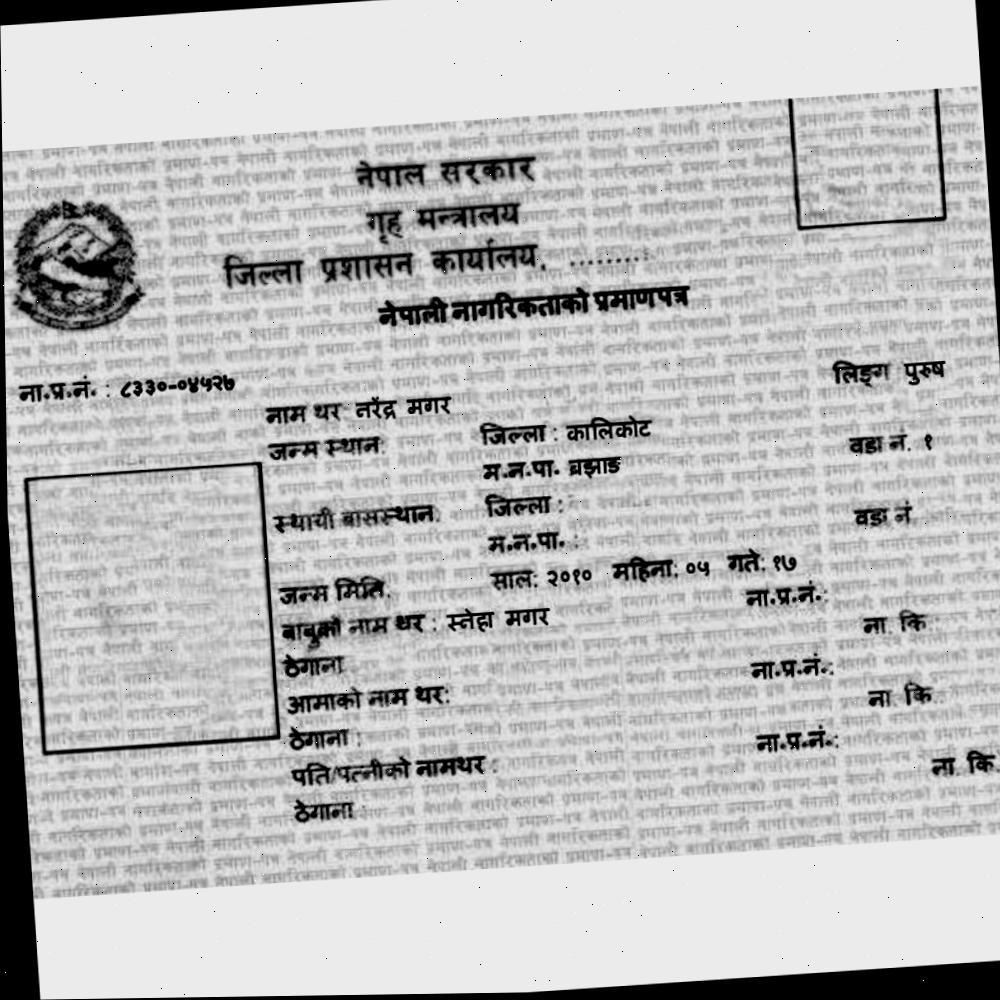 नेपाल सरकार
गृह मन्त्रालय
जिल्ला प्रशासन कार्यालय, ........
नेपाली नागरिकताको प्रमाणपत्र
ना.प्र.नं. : ८३३०-०४५२७ लिङ्ग पुरुष
नाम थर नरेंद्र मगर
जन्म स्थान: जिल्ला : कालिकोट वडा नं. १
म.न.पा. ब्रझाङ
स्थायी बासस्थान: जिल्ला : वडा नं
म.न.पा. :
जन्म मिति: साल: २०१० महिना: ०५ गते: १७
बाबुको नाम थर : स्नेहा मगर ना.प्र.नं.:
ठेगाना ना. कि :
आमाको नाम थर: ना.प्र.नं.:
ठेगाना : ना. कि :
पति/पत्नीको नामथर : ना.प्र.नं.:
ठेगाना : ना. कि